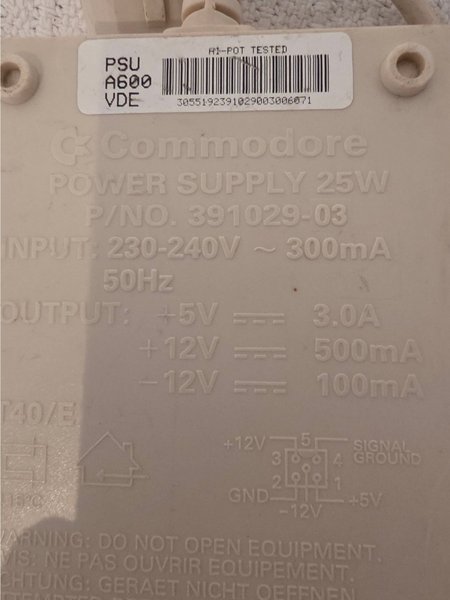 HI-POT TESTED
PSU
A600
VDE
3055192391029003006071
Commodore
POWER SUPPLY 25W
P/NO. 391029-03
INPUT: 230-240V ~ 300mA
50Hz
OUTPUT: +5V ⎓ 3.0A
+12V ⎓ 500mA
-12V ⎓ 100mA
T40/E
+12V 5 SIGNAL
3 4 GROUND
2 1
GND +5V
-12V
WARNING: DO NOT OPEN EQUIPMENT.
NE PAS OUVRIR EQUIPEMENT.
ACHTUNG: GERAET NICHT OEFFNEN